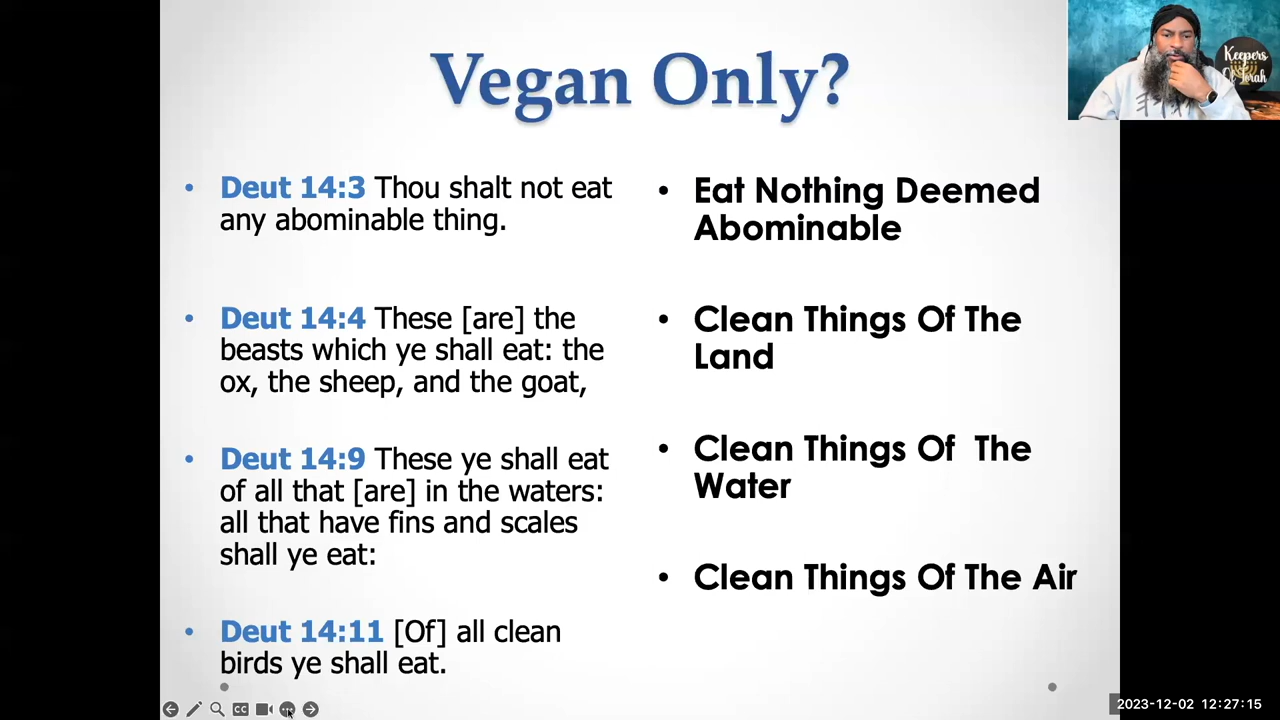 Vegan Only?
Keepers
Of Torah
• Deut 14:3 Thou shalt not eat
any abominable thing.
• Deut 14:4 These [are] the
beasts which ye shall eat: the
ox, the sheep, and the goat,
• Deut 14:9 These ye shall eat
of all that [are] in the waters:
all that have fins and scales
shall ye eat:
• Deut 14:11 [Of] all clean
birds ye shall eat.
• Eat Nothing Deemed
Abominable
• Clean Things Of The
Land
• Clean Things Of  The
Water
• Clean Things Of The Air
CC
2023-12-02 12:27:15